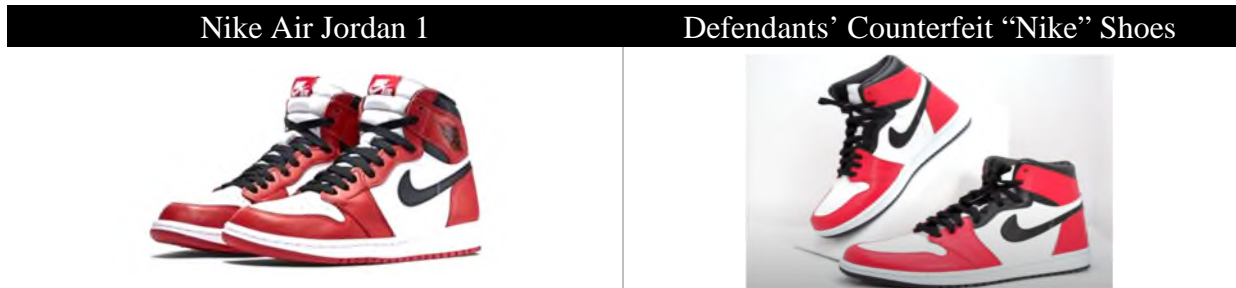 Nike Air Jordan 1
Defendants’ Counterfeit “Nike” Shoes